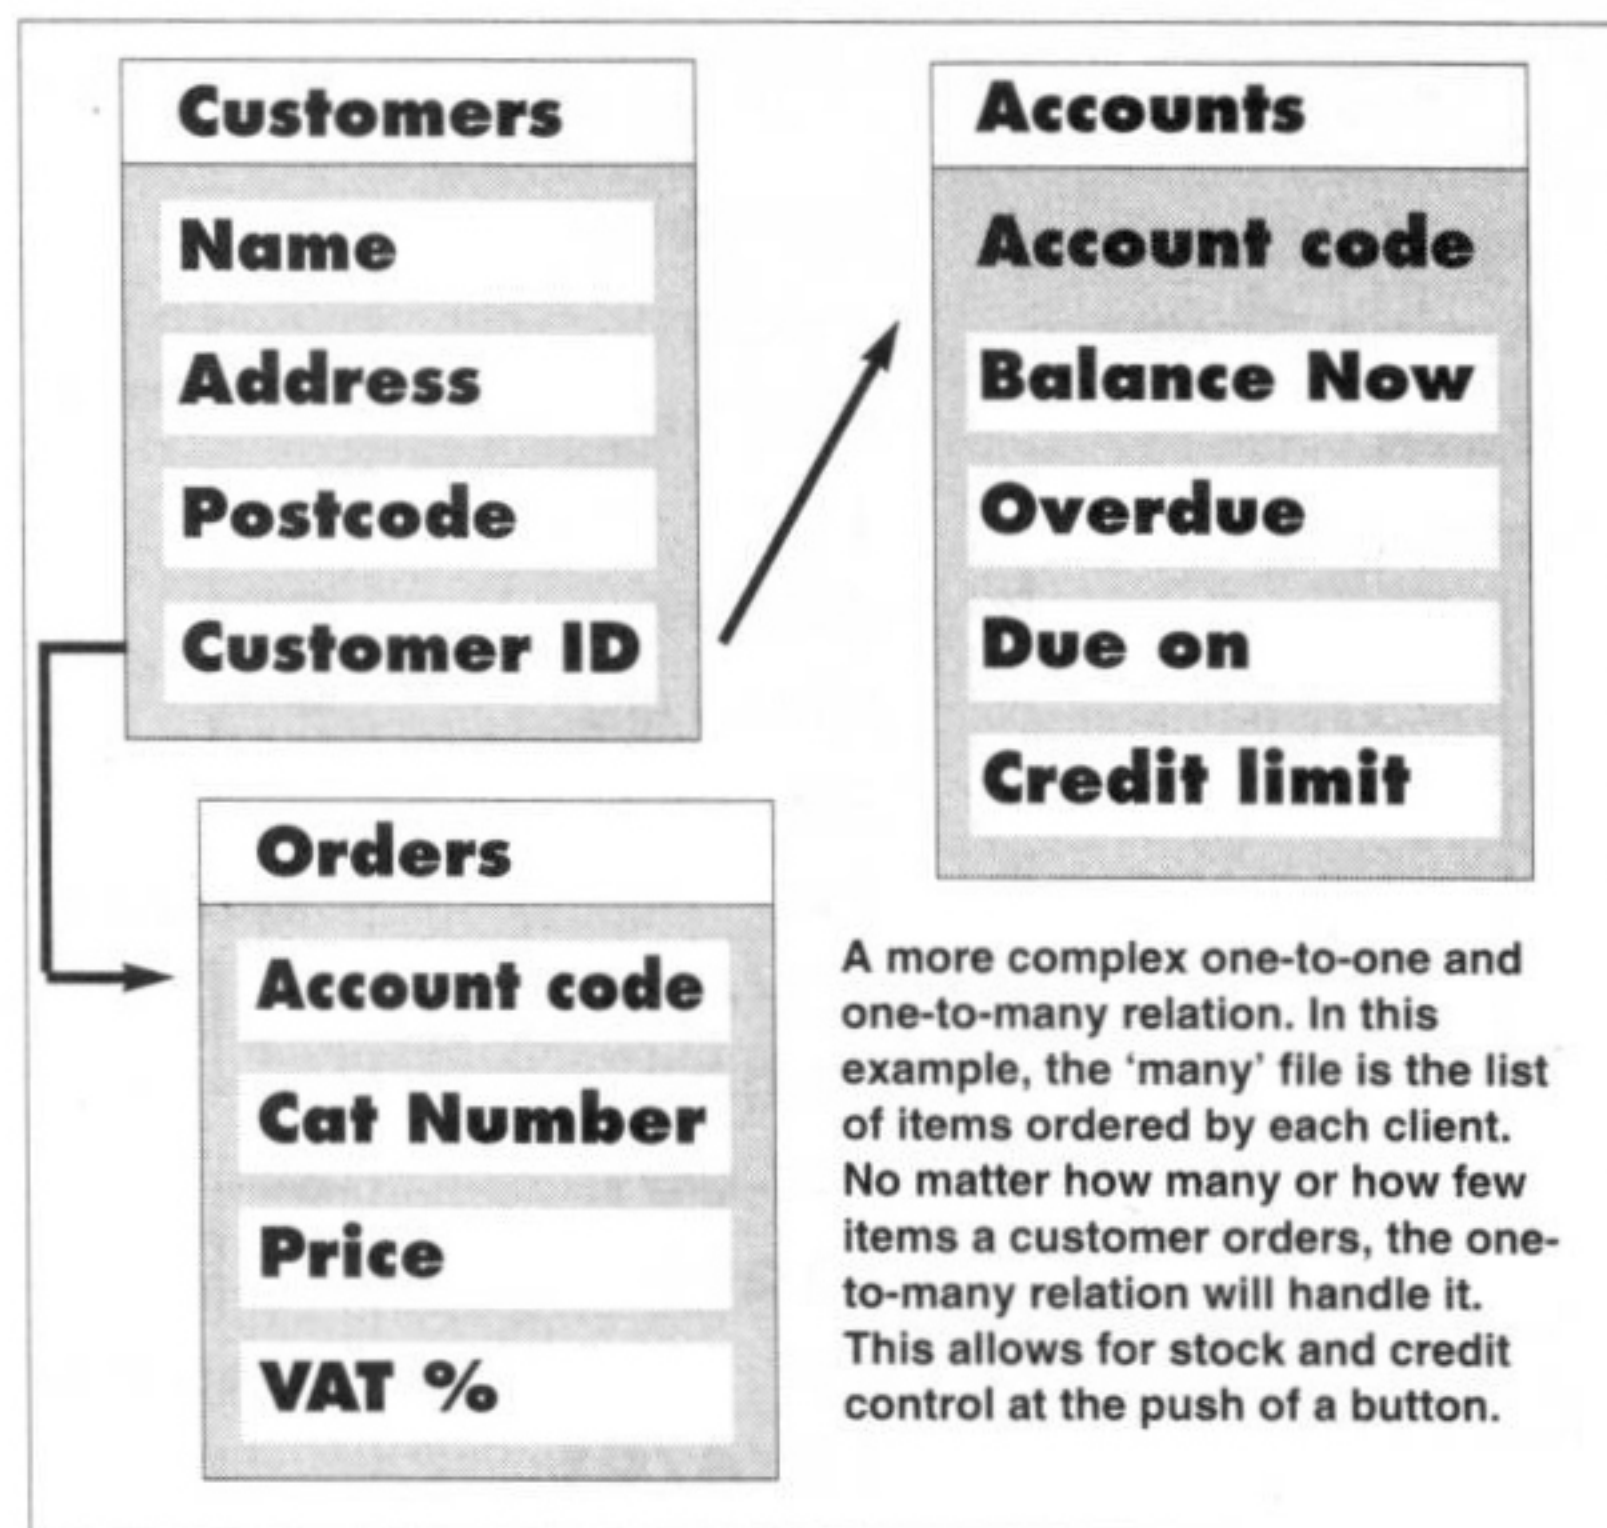 Customers
Name
Address
Postcode
Customer ID
Accounts
Account code
Balance Now
Overdue
Due on
Credit limit
Orders
Account code
Cat Number
Price
VAT %
A more complex one-to-one and
one-to-many relation. In this
example, the ‘many’ file is the list
of items ordered by each client.
No matter how many or how few
items a customer orders, the one-
to-many relation will handle it.
This allows for stock and credit
control at the push of a button.